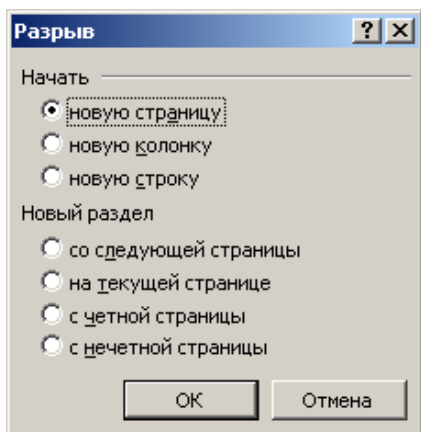 Разрыв
Начать
новую страницу
новую колонку
новую строку
Новый раздел
со следующей страницы
на текущей странице
с четной страницы
с нечетной страницы
ОК
Отмена